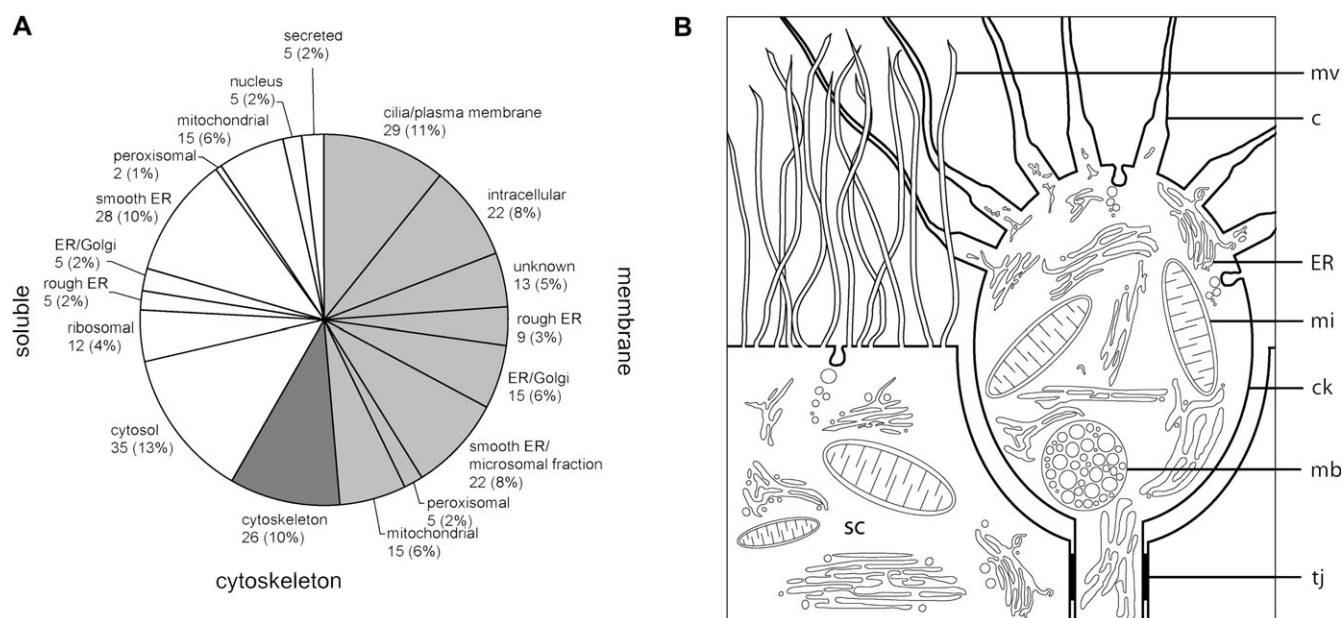 A
secreted
5 (2%)
nucleus
5 (2%)
mitochondrial
15 (6%)
peroxisomal
2 (1%)
smooth ER
28 (10%)
ER/Golgi
5 (2%)
rough ER
5 (2%)
ribosomal
12 (4%)
cytosol
35 (13%)
soluble
cilia/plasma membrane
29 (11%)
intracellular
22 (8%)
unknown
13 (5%)
rough ER
9 (3%)
ER/Golgi
15 (6%)
smooth ER/
microsomal fraction
22 (8%)
peroxisomal
5 (2%)
mitochondrial
15 (6%)
membrane
cytoskeleton
26 (10%)
cytoskeleton
B
mv
c
ER
mi
ck
mb
sc
tj